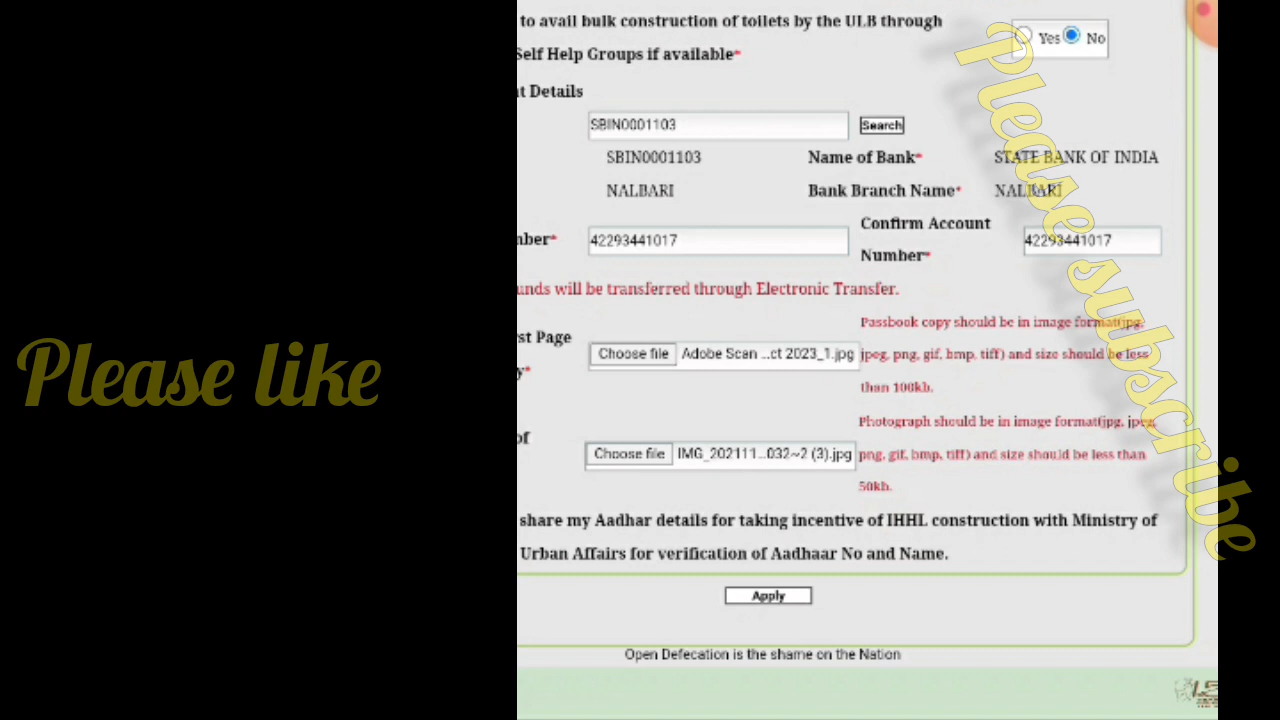 to avail bulk construction of toilets by the ULB through
Self Help Groups if available*
Yes No
t Details
SBIN0001103 Search
SBIN0001103 Name of Bank* STATE BANK OF INDIA
NALBARI Bank Branch Name* NALBARI
Confirm Account
Number*
nber* 42293441017 42293441017
unds will be transferred through Electronic Transfer.
rst Page
y*
Choose file Adobe Scan ...ct 2023_1.jpg
Passbook copy should be in image format(jpg,
jpeg, png, gif, bmp, tiff) and size should be less
than 100kb.
of
Choose file IMG_202111...032~2 (3).jpg
Photograph should be in image format(jpg, jpeg,
png, gif, bmp, tiff) and size should be less than
50kb.
share my Aadhar details for taking incentive of IHHL construction with Ministry of
Urban Affairs for verification of Aadhaar No and Name.
Apply
Open Defecation is the shame on the Nation
Please like
Please subscribe